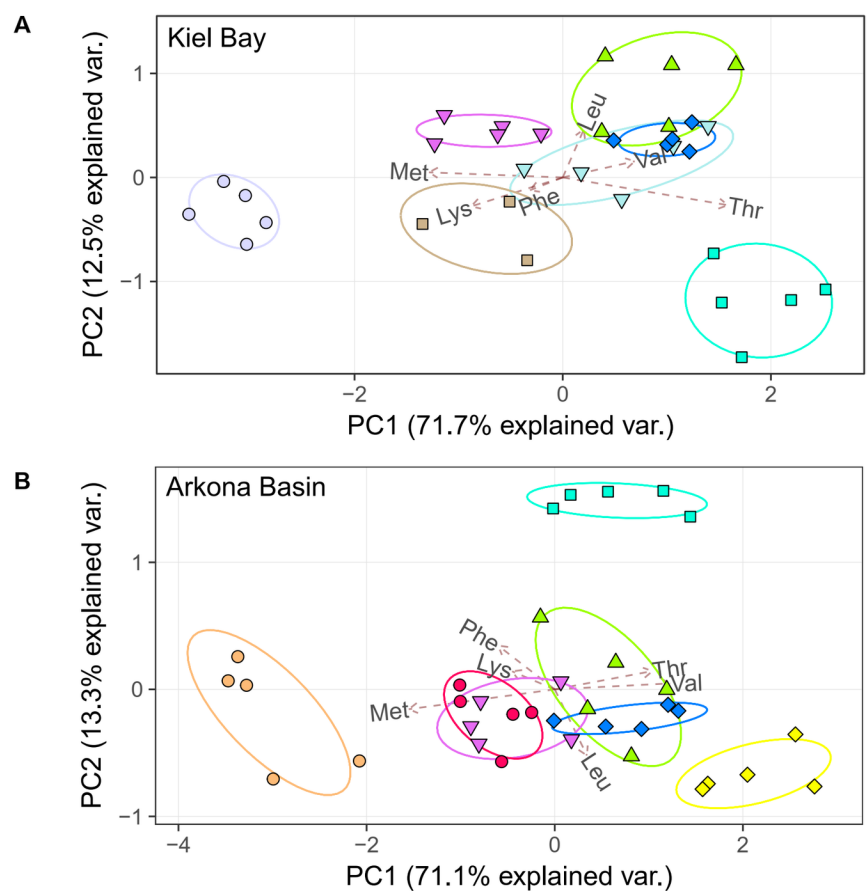 A
Kiel Bay
PC2 (12.5% explained var.)
1
0
−1
Leu
Val
Met
Lys
Phe
Thr
−2
0
2
PC1 (71.7% explained var.)
B
Arkona Basin
PC2 (13.3% explained var.)
1
0
−1
Phe
Lys
Thr
Val
Met
Leu
−4
−2
0
2
PC1 (71.1% explained var.)